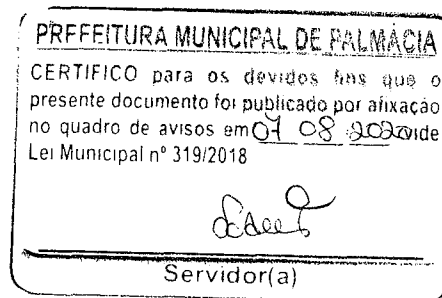 PREFEITURA MUNICIPAL DE PALMÁCIA
CERTIFICO para os devidos fins que o
presente documento foi publicado por afixação
no quadro de avisos em 07 08 2020 vide
Lei Municipal nº 319/2018
Servidor(a)